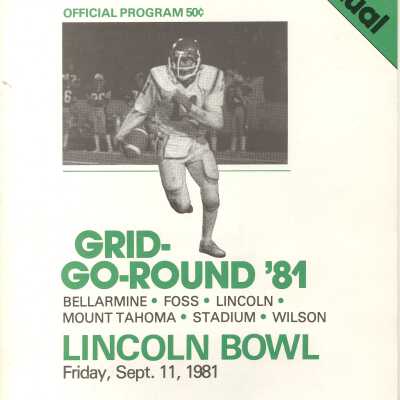 OFFICIAL PROGRAM 50¢
GRID-
GO-ROUND '81
BELLARMINE • FOSS • LINCOLN •
MOUNT TAHOMA • STADIUM • WILSON
LINCOLN BOWL
Friday, Sept. 11, 1981